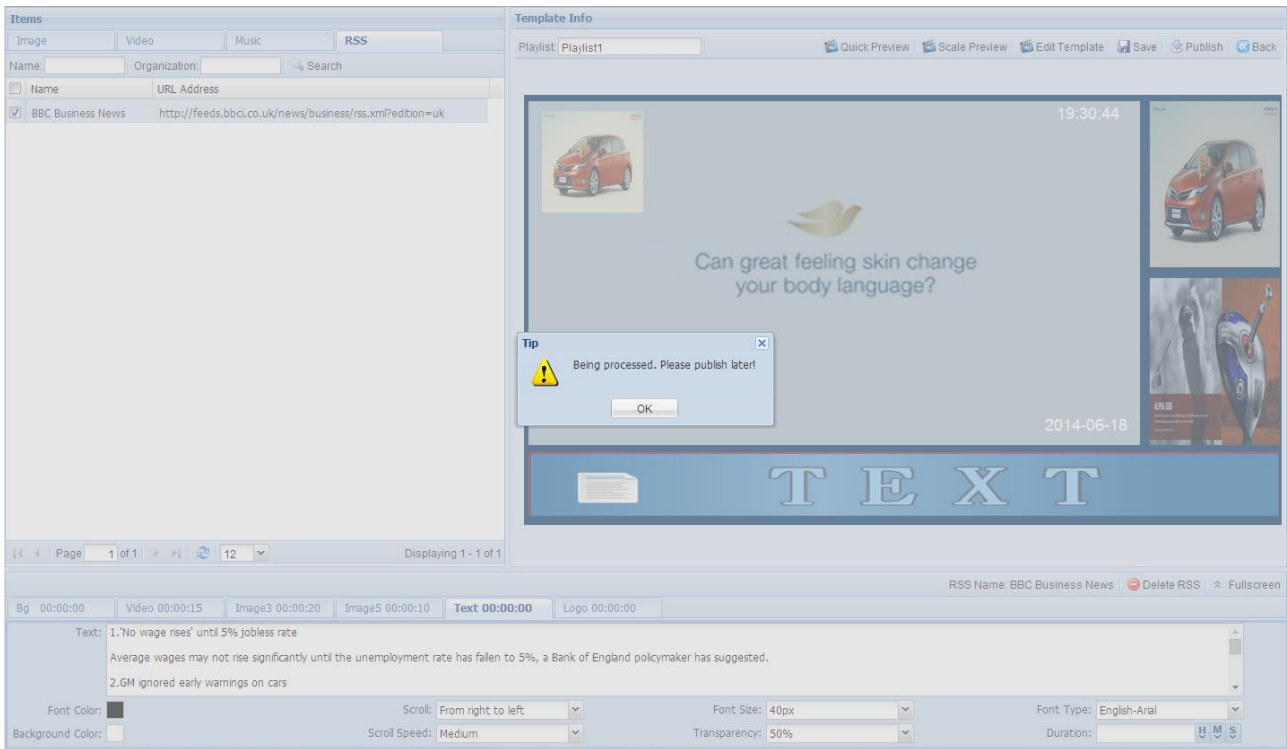 Items
Image Video Music RSS
Name: Organization: Search
Name URL Address
BBC Business News http://feeds.bbci.co.uk/news/business/rss.xml?edition=uk
Page 1 of 1 12 Displaying 1 - 1 of 1
Template Info
Playlist: Playlist1 Quick Preview Scale Preview Edit Template Save Publish Back
19:30:44
Can great feeling skin change
your body language?
Tip
Being processed. Please publish later!
OK
2014-06-18
TEXT
RSS Name: BBC Business News Delete RSS Fullscreen
Bg 00:00:00 Video 00:00:15 Image3 00:00:20 Image5 00:00:10 Text 00:00:00 Logo 00:00:00
Text: 1.'No wage rises' until 5% jobless rate
Average wages may not rise significantly until the unemployment rate has fallen to 5%, a Bank of England policymaker has suggested.
2.GM ignored early warnings on cars
Font Color: Scroll: From right to left Font Size: 40px Font Type: English-Arial
Background Color: Scroll Speed: Medium Transparency: 50% Duration: H M S